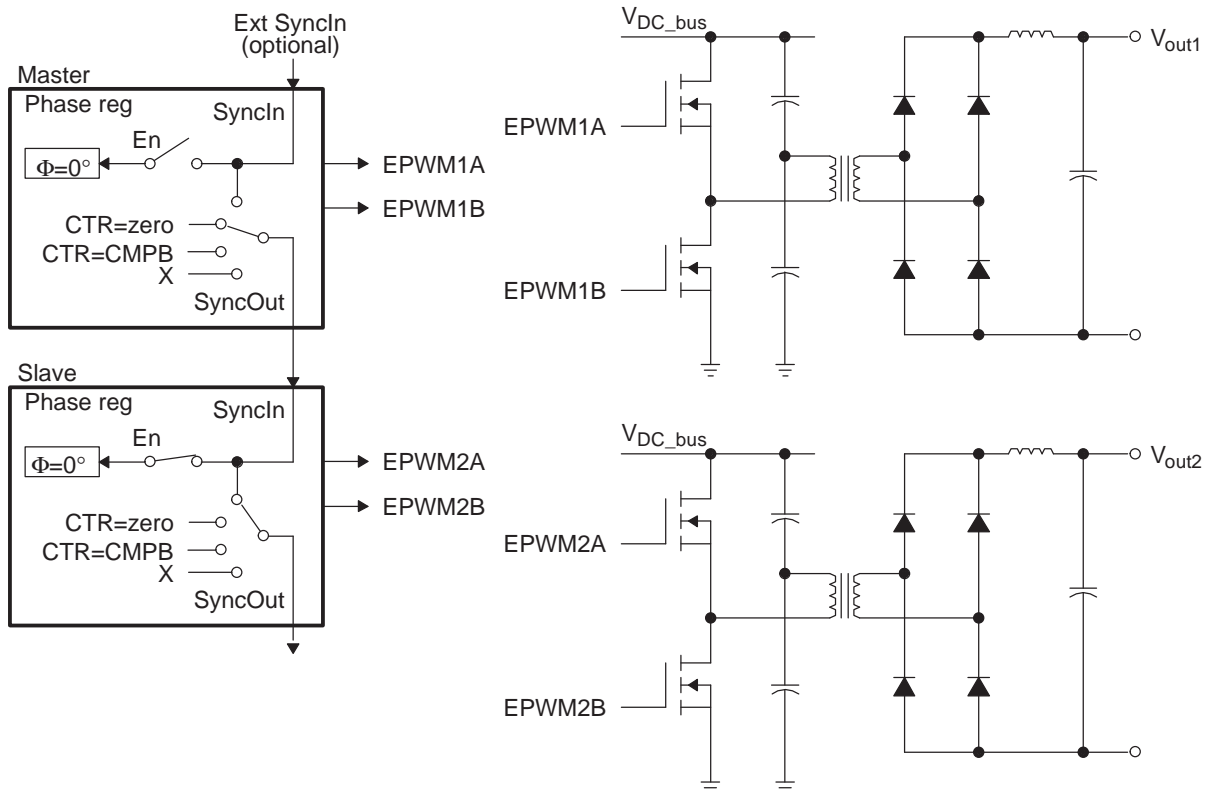 Ext SyncIn
(optional)
Master
Phase reg
SyncIn
En
Φ=0°
EPWM1A
EPWM1B
CTR=zero
CTR=CMPB
X
SyncOut
Slave
Phase reg
SyncIn
En
Φ=0°
EPWM2A
EPWM2B
CTR=zero
CTR=CMPB
X
SyncOut
VDC_bus
Vout1
EPWM1A
EPWM1B
VDC_bus
Vout2
EPWM2A
EPWM2B